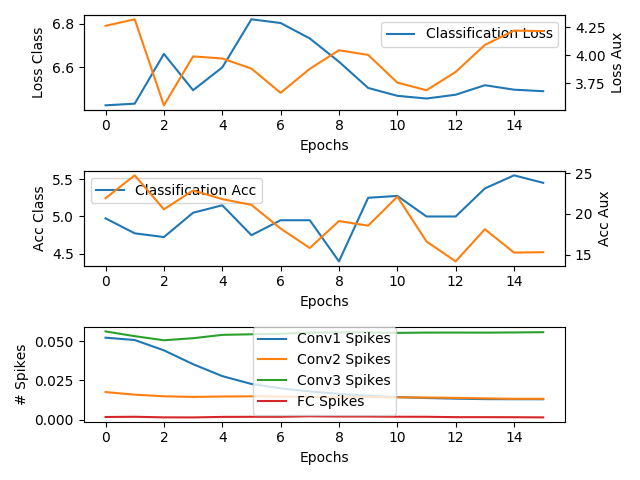 Loss Class
6.8
6.6
Classification Loss
4.25
4.00
3.75
Loss Aux
0 2 4 6 8 10 12 14
Epochs
Acc Class
5.5
5.0
4.5
Classification Acc
25
20
15
Acc Aux
0 2 4 6 8 10 12 14
Epochs
# Spikes
0.050
0.025
0.000
Conv1 Spikes
Conv2 Spikes
Conv3 Spikes
FC Spikes
0 2 4 6 8 10 12 14
Epochs